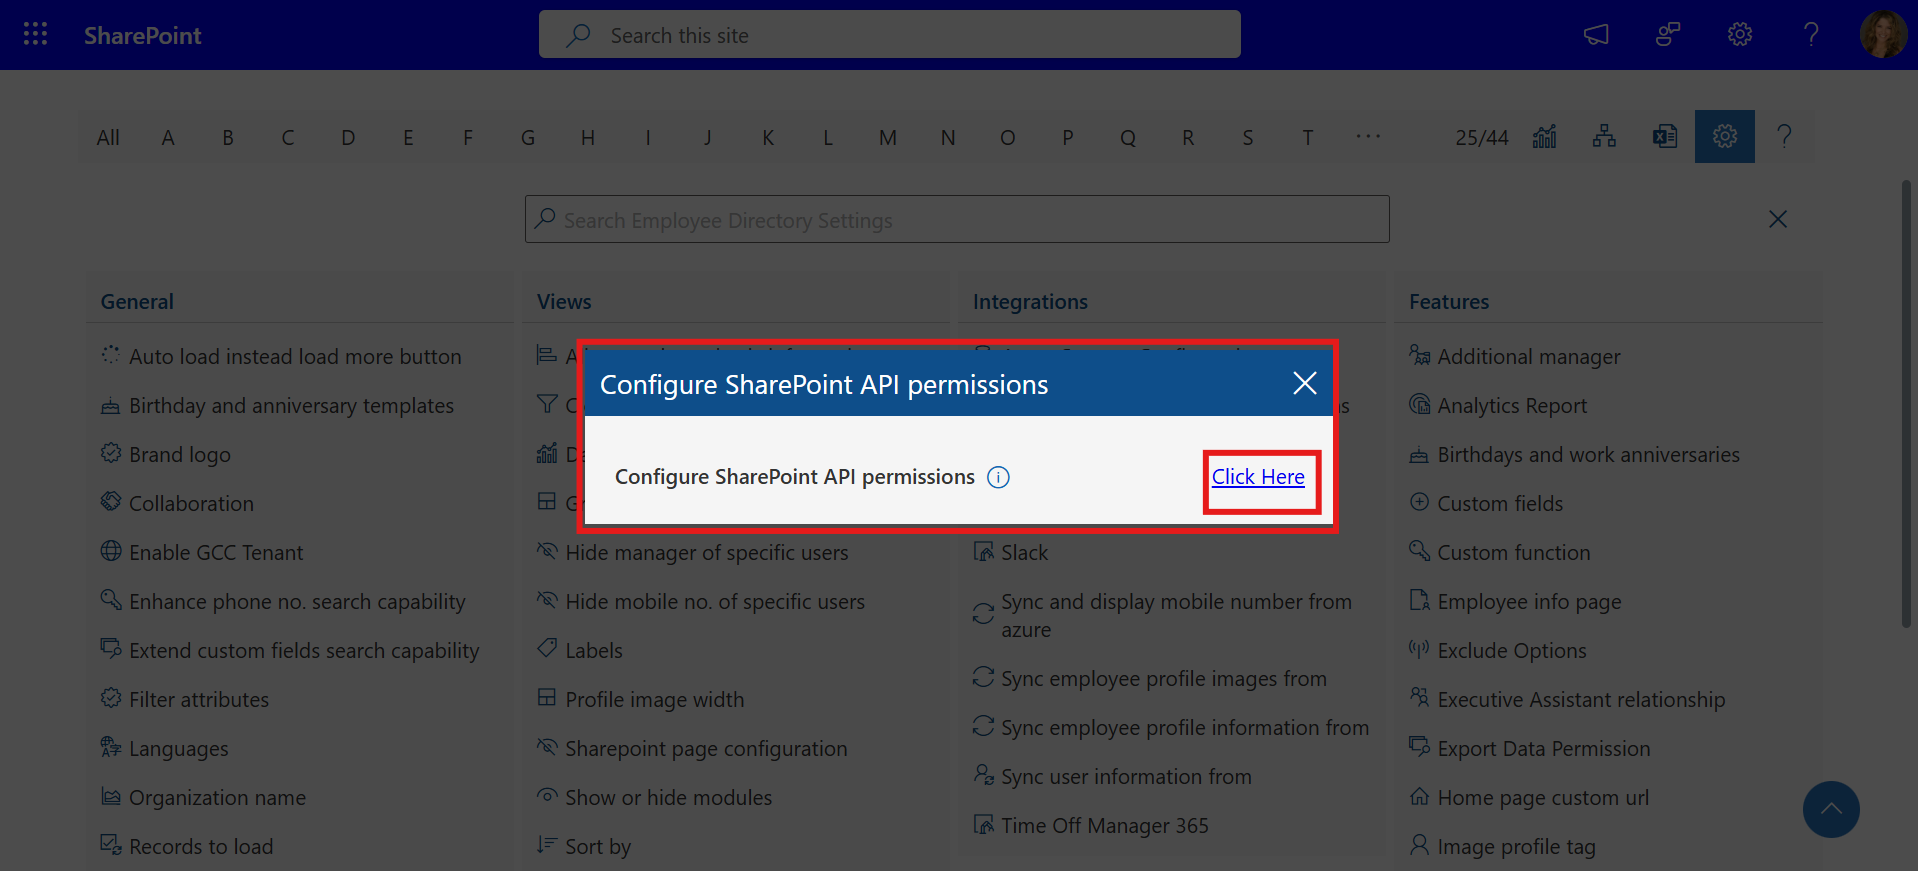 SharePoint
Search this site
All A B C D E F G H I J K L M N O P Q R S T ... 25/44
Search Employee Directory Settings
General
Auto load instead load more button
Birthday and anniversary templates
Brand logo
Collaboration
Enable GCC Tenant
Enhance phone no. search capability
Extend custom fields search capability
Filter attributes
Languages
Organization name
Records to load
Views
Hide manager of specific users
Hide mobile no. of specific users
Labels
Profile image width
Sharepoint page configuration
Show or hide modules
Sort by
Integrations
Slack
Sync and display mobile number from
azure
Sync employee profile images from
Sync employee profile information from
Sync user information from
Time Off Manager 365
Features
Additional manager
Analytics Report
Birthdays and work anniversaries
Custom fields
Custom function
Employee info page
Exclude Options
Executive Assistant relationship
Export Data Permission
Home page custom url
Image profile tag
Configure SharePoint API permissions
Configure SharePoint API permissions Click Here